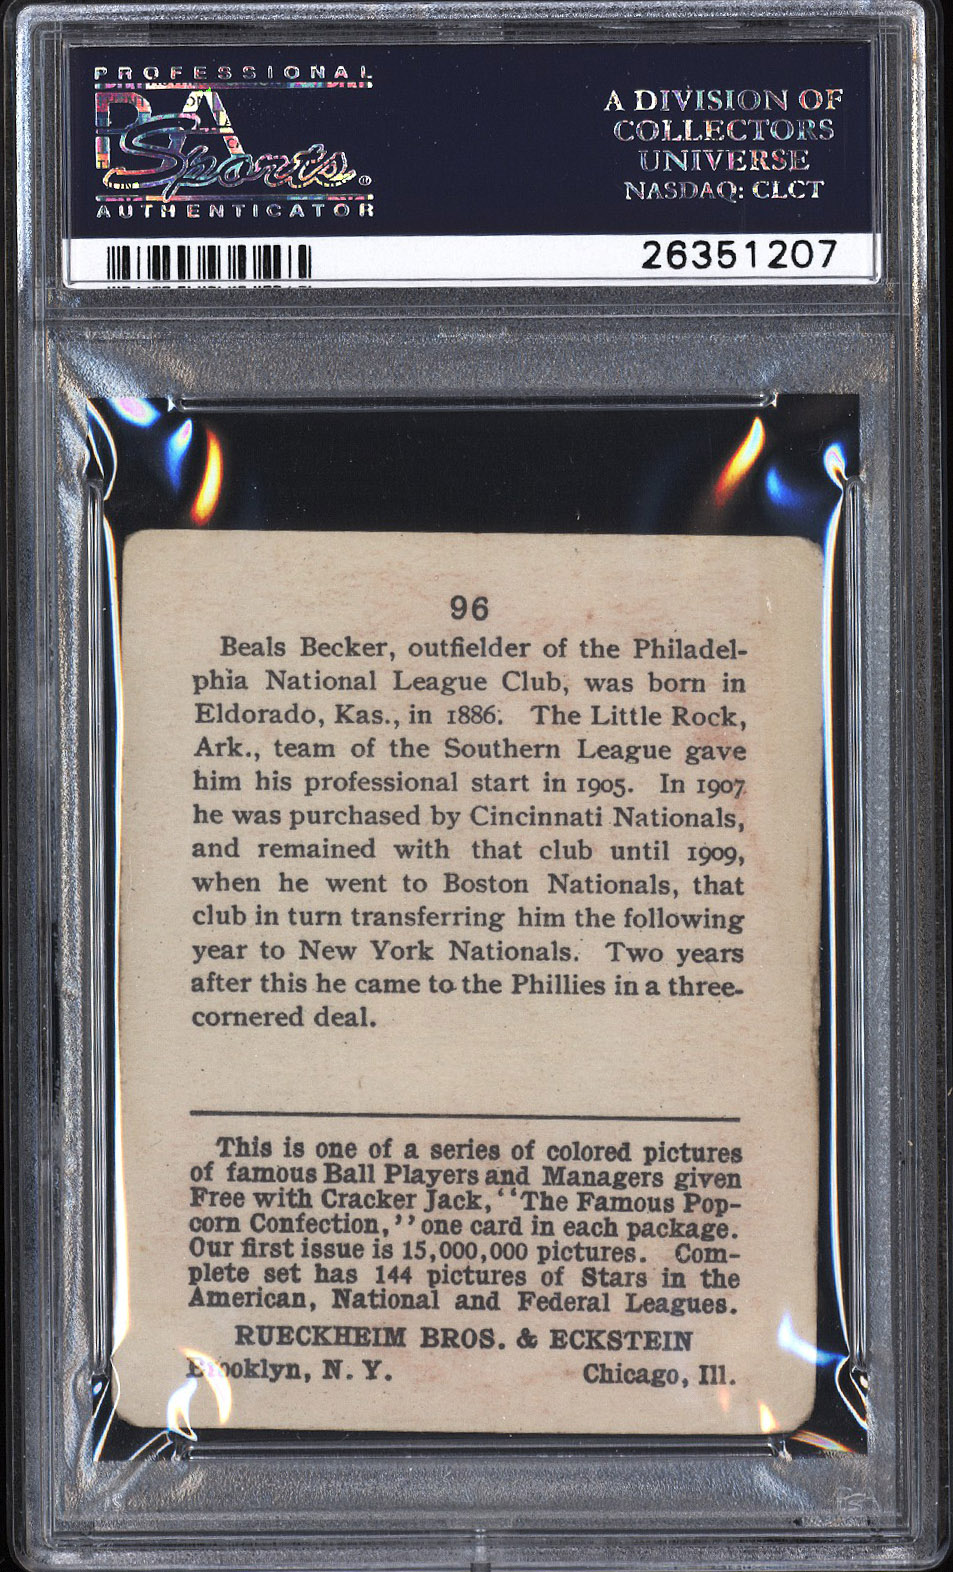 PROFESSIONAL
PSA
Sports®
AUTHENTICATOR
A DIVISION OF
COLLECTORS
UNIVERSE
NASDAQ: CLCT
26351207
96
Beals Becker, outfielder of the Philadel-
phia National League Club, was born in
Eldorado, Kas., in 1886. The Little Rock,
Ark., team of the Southern League gave
him his professional start in 1905. In 1907
he was purchased by Cincinnati Nationals,
and remained with that club until 1909,
when he went to Boston Nationals, that
club in turn transferring him the following
year to New York Nationals. Two years
after this he came to the Phillies in a three-
cornered deal.
This is one of a series of colored pictures
of famous Ball Players and Managers given
Free with Cracker Jack, "The Famous Pop-
corn Confection," one card in each package.
Our first issue is 15,000,000 pictures. Com-
plete set has 144 pictures of Stars in the
American, National and Federal Leagues.
RUECKHEIM BROS. & ECKSTEIN
Brooklyn, N. Y. Chicago, Ill.